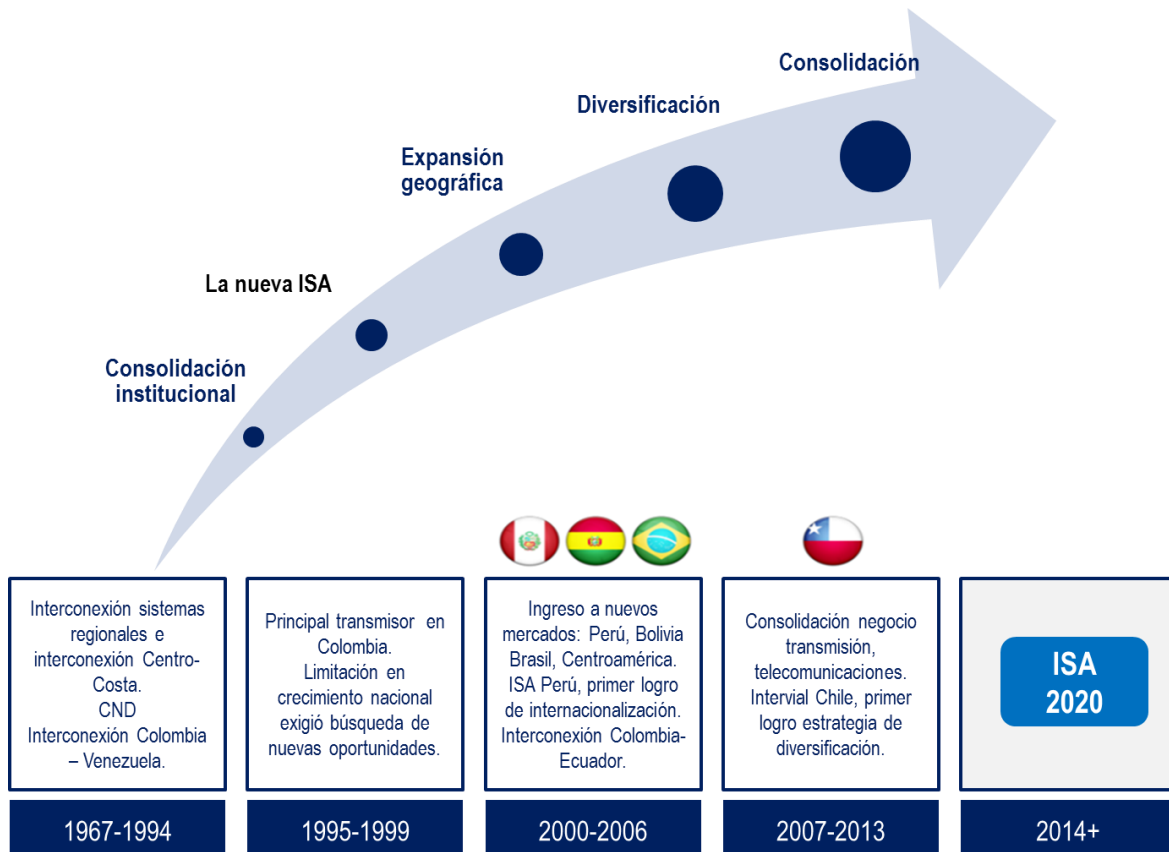 Consolidación
Diversificación
Expansión
geográfica
La nueva ISA
Consolidación
institucional
Interconexión sistemas
regionales e
interconexión Centro-
Costa.
CND
Interconexión Colombia
– Venezuela.
Principal transmisor en
Colombia.
Limitación en
crecimiento nacional
exigió búsqueda de
nuevas oportunidades.
Ingreso a nuevos
mercados: Perú, Bolivia
Brasil, Centroamérica.
ISA Perú, primer logro
de internacionalización.
Interconexión Colombia-
Ecuador.
Consolidación negocio
transmisión,
telecomunicaciones.
Intervial Chile, primer
logro estrategia de
diversificación.
ISA
2020
1967-1994
1995-1999
2000-2006
2007-2013
2014+